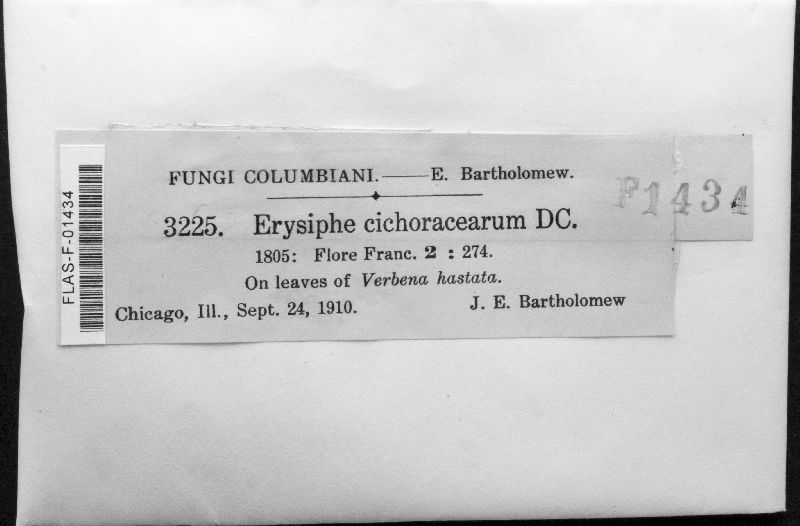 FUNGI COLUMBIANI.——E. Bartholomew.
3225. Erysiphe cichoracearum DC.
1805: Flore Franc. 2 : 274.
On leaves of Verbena hastata.
Chicago, Ill., Sept. 24, 1910. J. E. Bartholomew
F1434
FLAS-F-01434